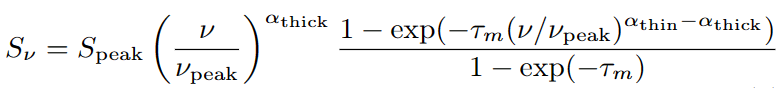 S_ν = S_peak (ν / ν_peak)^{α_thick} (1 − exp(−τ_m(ν/ν_peak)^{α_thin−α_thick})) / (1 − exp(−τ_m))